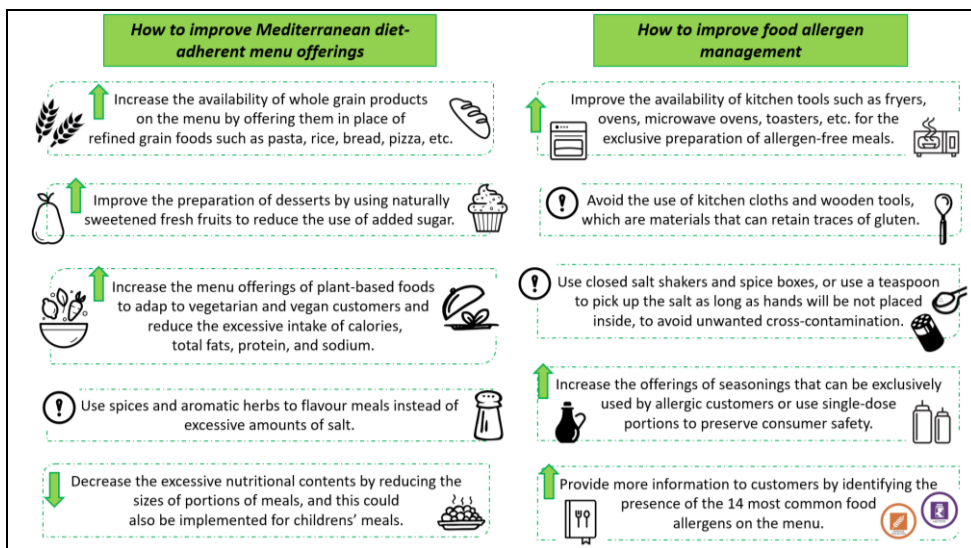 How to improve Mediterranean diet-
adherent menu offerings
Increase the availability of whole grain products
on the menu by offering them in place of
refined grain foods such as pasta, rice, bread, pizza, etc.
Improve the preparation of desserts by using naturally
sweetened fresh fruits to reduce the use of added sugar.
Increase the menu offerings of plant-based foods
to adap to vegetarian and vegan customers and
reduce the excessive intake of calories,
total fats, protein, and sodium.
Use spices and aromatic herbs to flavour meals instead of
excessive amounts of salt.
Decrease the excessive nutritional contents by reducing the
sizes of portions of meals, and this could
also be implemented for childrens’ meals.
How to improve food allergen
management
Improve the availability of kitchen tools such as fryers,
ovens, microwave ovens, toasters, etc. for the
exclusive preparation of allergen-free meals.
Avoid the use of kitchen cloths and wooden tools,
which are materials that can retain traces of gluten.
Use closed salt shakers and spice boxes, or use a teaspoon
to pick up the salt as long as hands will be not placed
inside, to avoid unwanted cross-contamination.
Increase the offerings of seasonings that can be exclusively
used by allergic customers or use single-dose
portions to preserve consumer safety.
Provide more information to customers by identifying the
presence of the 14 most common food
allergens on the menu.